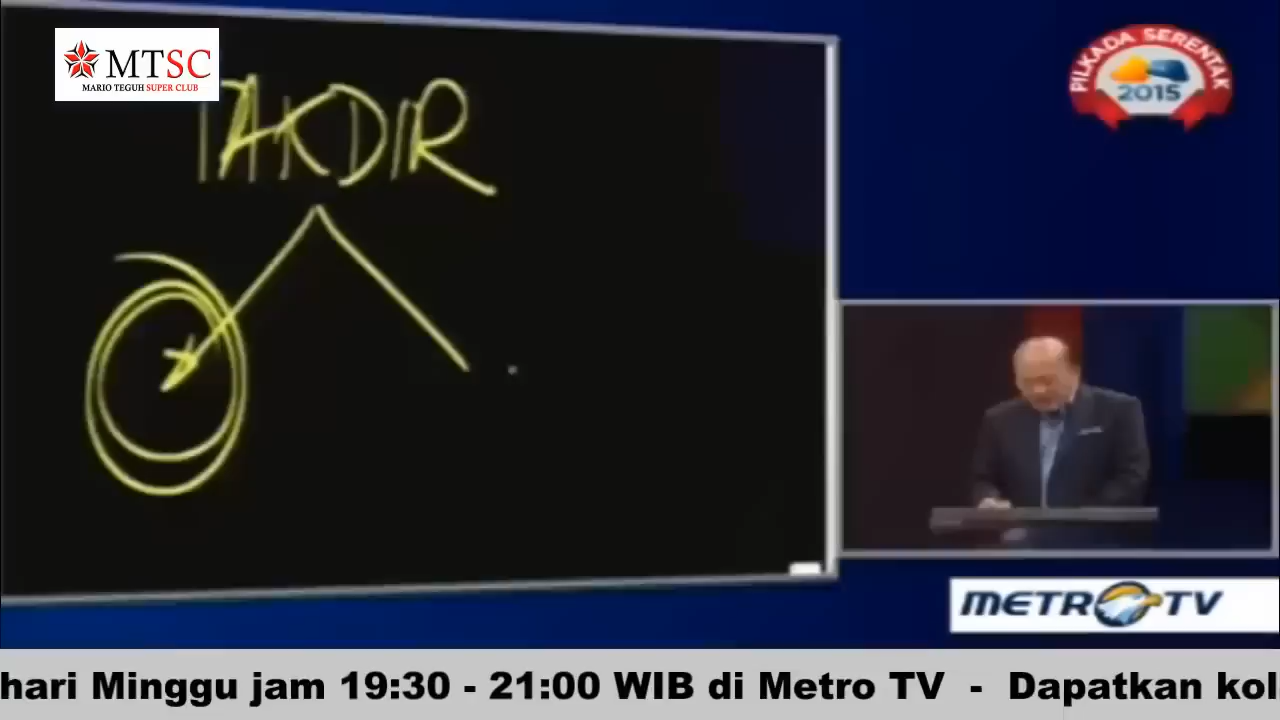 MTSC
MARIO TEGUH SUPER CLUB
PILKADA SERENTAK
2015
TAKDIR
METRO TV
hari Minggu jam 19:30 - 21:00 WIB di Metro TV - Dapatkan kol